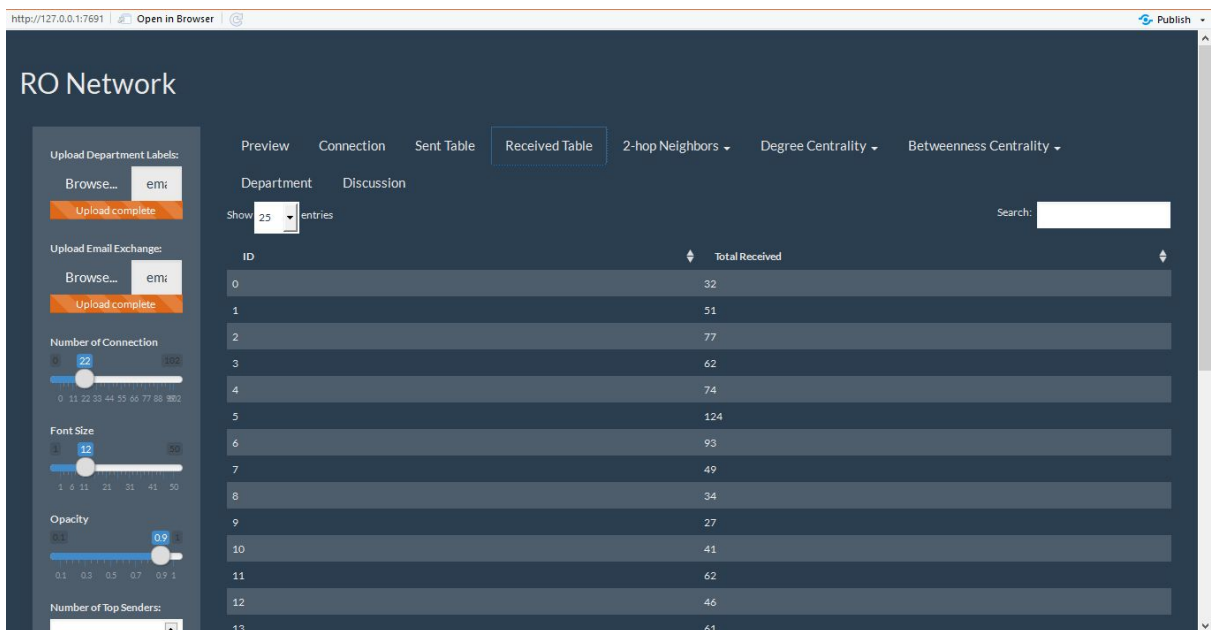 http://127.0.0.1:7691 Open in Browser Publish
RO Network
Upload Department Labels:
Browse... ema
Upload complete
Upload Email Exchange:
Browse... ema
Upload complete
Number of Connection
0 22 102
0 11 22 33 44 55 66 77 88
Font Size
1 12 50
1 6 11 21 31 41 50
Opacity
0.1 0.9 1
0.1 0.3 0.5 0.7 0.9 1
Number of Top Senders:
Preview Connection Sent Table Received Table 2-hop Neighbors Degree Centrality Betweenness Centrality
Department Discussion
Show 25 entries Search:
ID Total Received
0 32
1 51
2 77
3 62
4 74
5 124
6 93
7 49
8 34
9 27
10 41
11 62
12 46
13 61